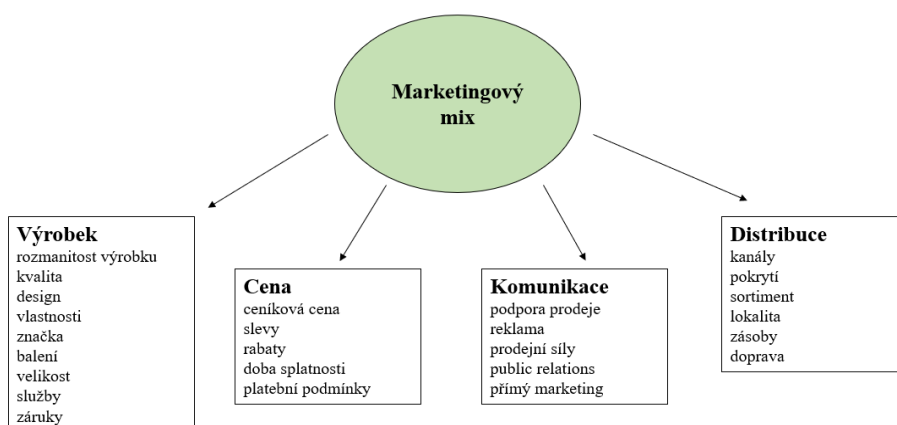 Marketingový
mix
Výrobek
rozmanitost výrobku
kvalita
design
vlastnosti
značka
balení
velikost
služby
záruky
Cena
ceníková cena
slevy
rabaty
doba splatnosti
platební podmínky
Komunikace
podpora prodeje
reklama
prodejní síly
public relations
přímý marketing
Distribuce
kanály
pokrytí
sortiment
lokalita
zásoby
doprava